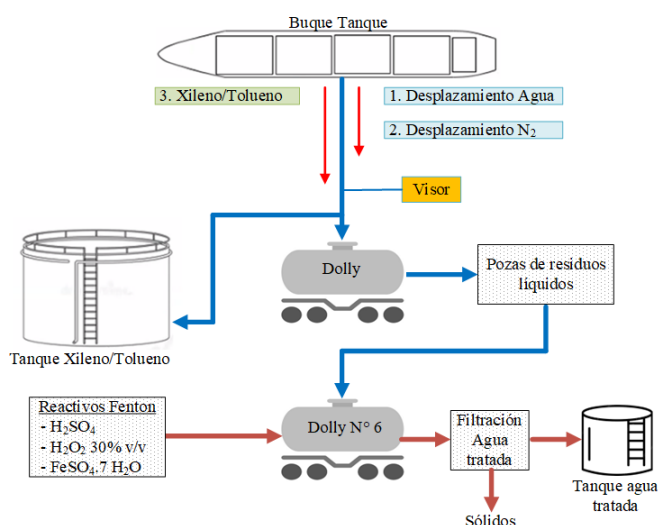 Buque Tanque
3. Xileno/Tolueno
1. Desplazamiento Agua
2. Desplazamiento N₂
Visor
Dolly
Pozas de residuos
líquidos
Tanque Xileno/Tolueno
Reactivos Fenton
- H₂SO₄
- H₂O₂ 30% v/v
- FeSO₄.7 H₂O
Dolly N° 6
Filtración
Agua
tratada
Tanque agua
tratada
Sólidos